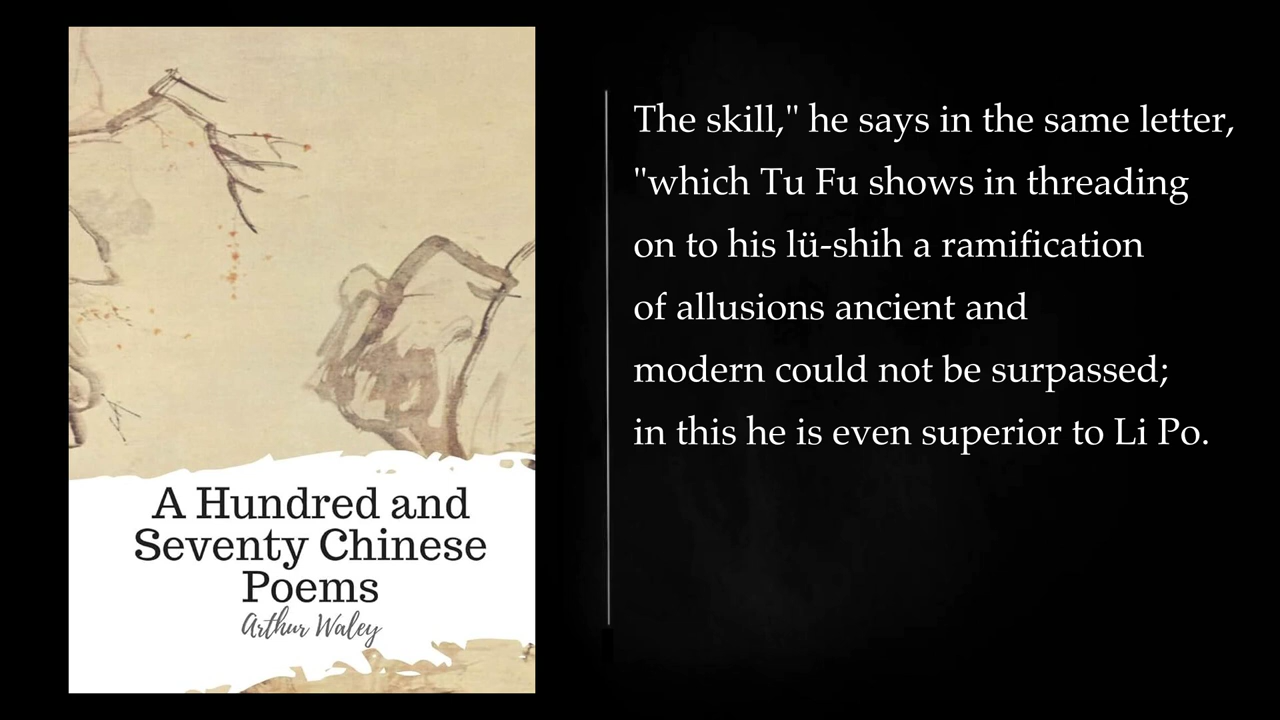 A Hundred and
Seventy Chinese
Poems
Arthur Waley
The skill," he says in the same letter,
"which Tu Fu shows in threading
on to his lü-shih a ramification
of allusions ancient and
modern could not be surpassed;
in this he is even superior to Li Po.